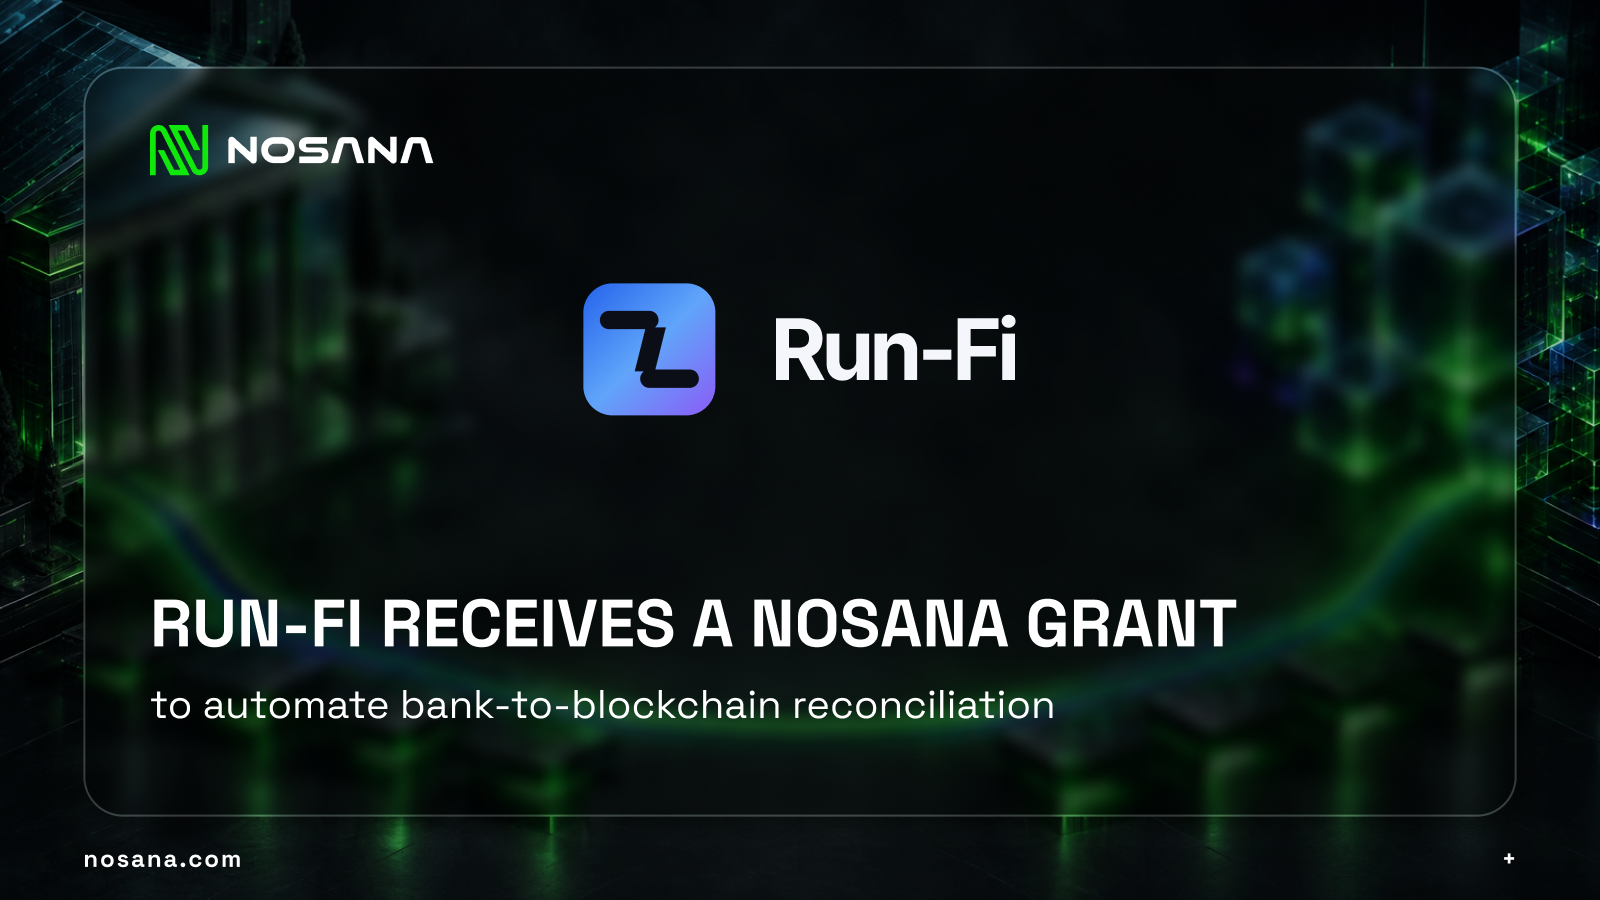 NOSANA
Run-Fi
RUN-FI RECEIVES A NOSANA GRANT
to automate bank-to-blockchain reconciliation
nosana.com
+